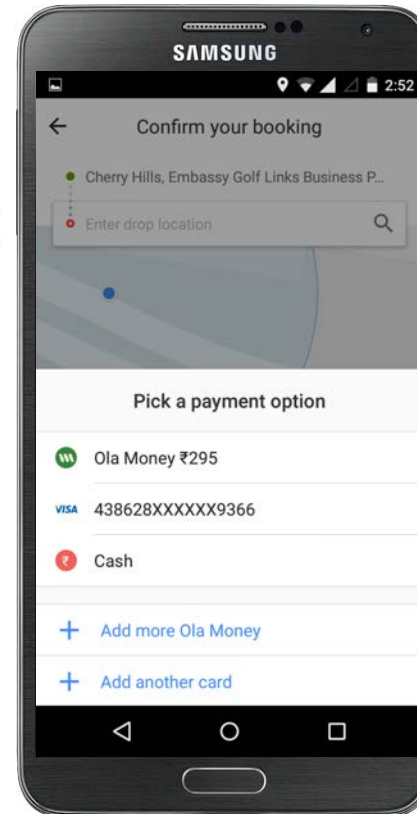 SAMSUNG
2:52
Confirm your booking
Cherry Hills, Embassy Golf Links Business P...
Enter drop location
Pick a payment option
Ola Money ₹295
VISA 438628XXXXXX9366
₹ Cash
+ Add more Ola Money
+ Add another card